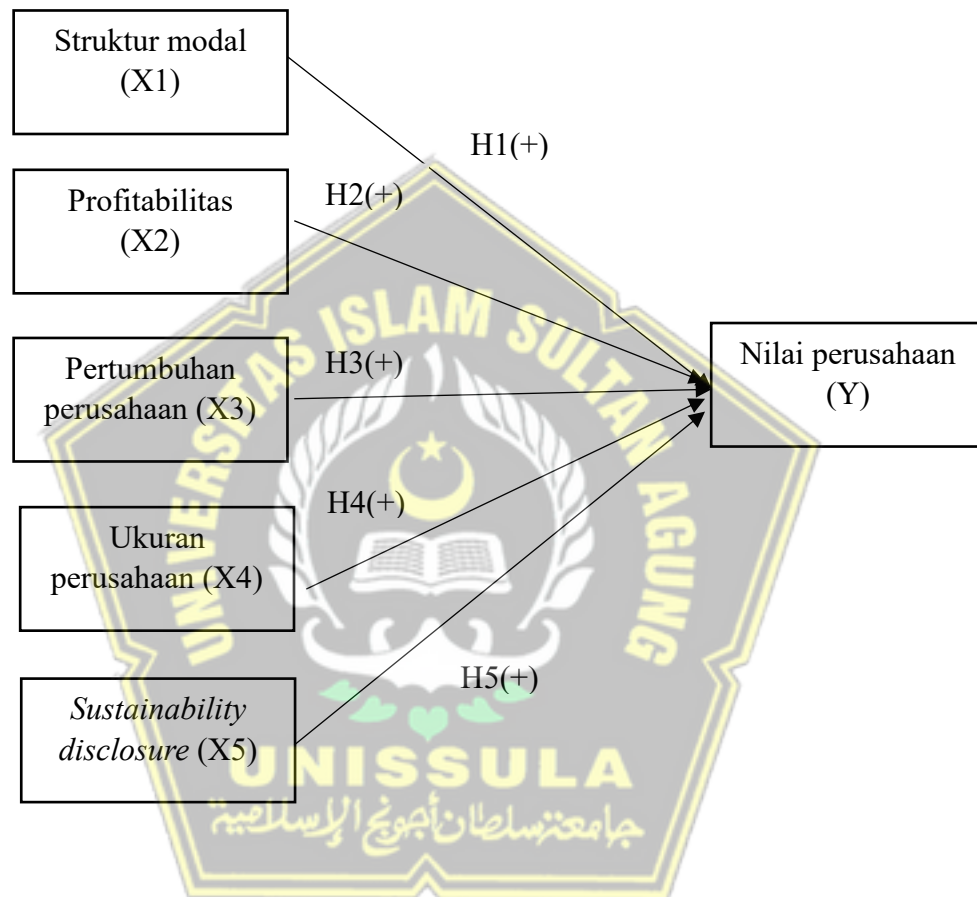 Struktur modal
(X1)
H1(+)
Profitabilitas
(X2)
H2(+)
Pertumbuhan
perusahaan (X3)
H3(+)
Nilai perusahaan
(Y)
Ukuran
perusahaan (X4)
H4(+)
Sustainability
disclosure (X5)
H5(+)
UNIVERSITAS ISLAM SULTAN AGUNG
UNISSULA
جامعة سلطان أجونج الإسلامية